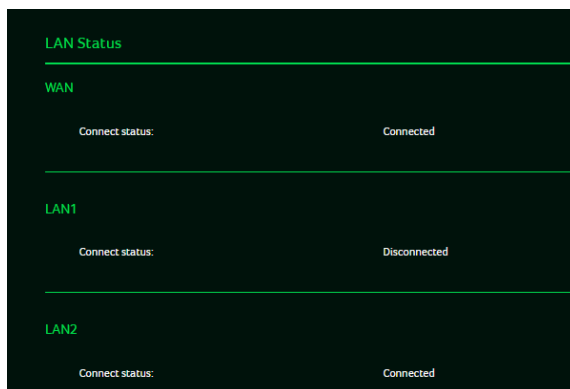 LAN Status
WAN
Connect status: Connected
LAN1
Connect status: Disconnected
LAN2
Connect status: Connected